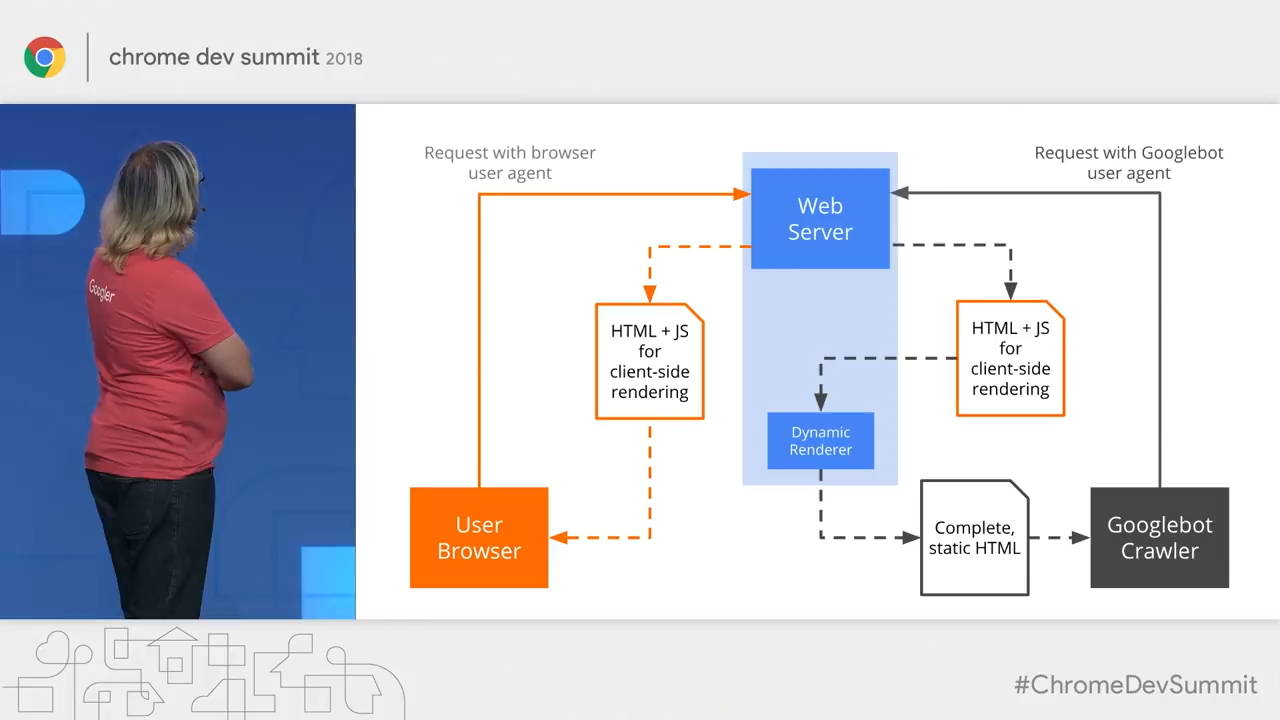 chrome dev summit 2018
Googler
Request with browser
user agent
Request with Googlebot
user agent
Web
Server
HTML + JS
for
client-side
rendering
HTML + JS
for
client-side
rendering
Dynamic
Renderer
User
Browser
Complete,
static HTML
Googlebot
Crawler
#ChromeDevSummit